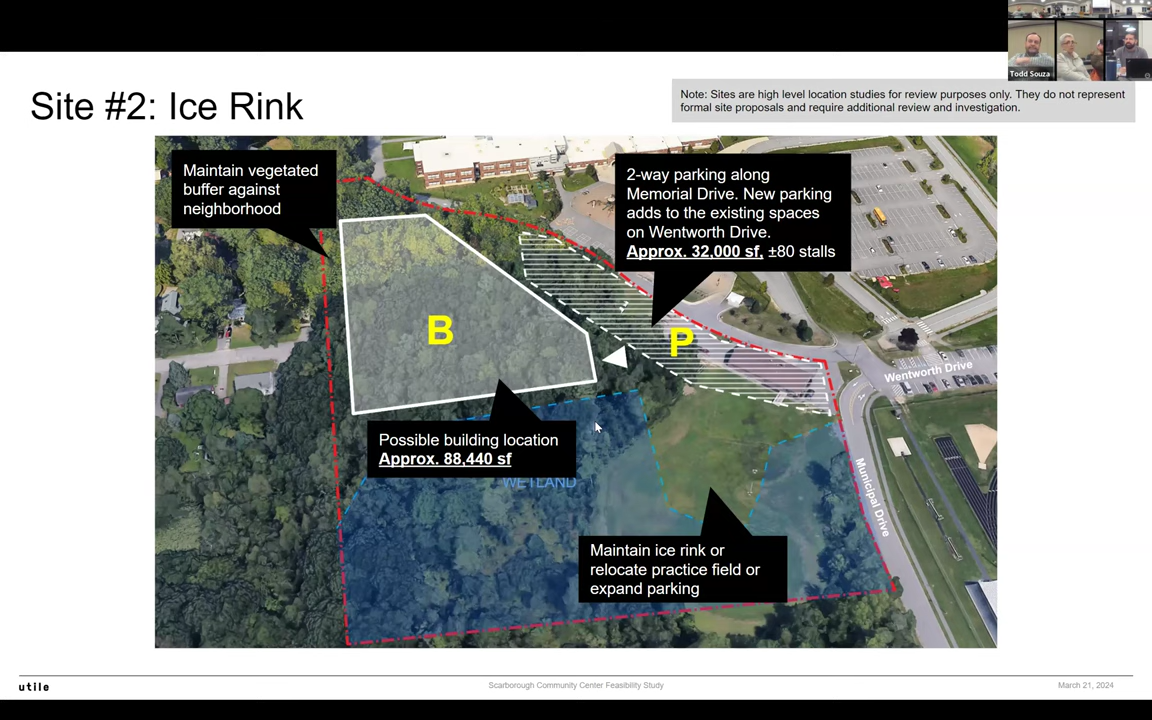 Todd Souza
Site #2: Ice Rink
Note: Sites are high level location studies for review purposes only. They do not represent
formal site proposals and require additional review and investigation.
Maintain vegetated
buffer against
neighborhood
2-way parking along
Memorial Drive. New parking
adds to the existing spaces
on Wentworth Drive.
Approx. 32,000 sf, ±80 stalls
B
P
Wentworth Drive
Possible building location
Approx. 88,440 sf
WETLAND
Municipal Drive
Maintain ice rink or
relocate practice field or
expand parking
utile
Scarborough Community Center Feasibility Study
March 21, 2024